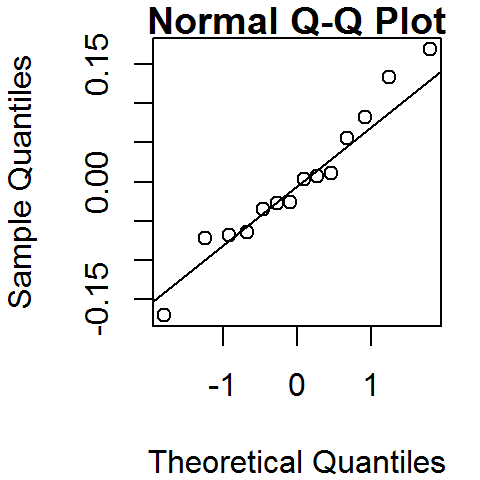 Normal Q-Q Plot
Sample Quantiles
0.15
0.00
-0.15
-1 0 1
Theoretical Quantiles